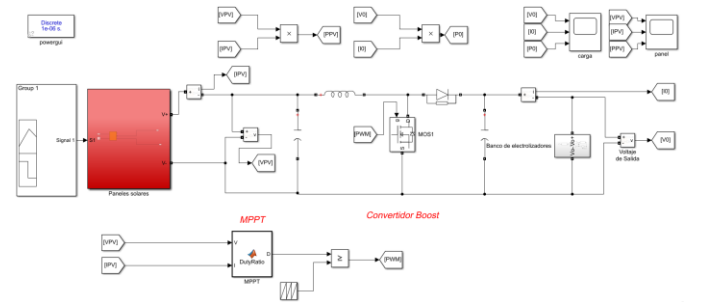 Discrete
1e-06 s.
powergui
[VPV]
[IPV]
×
[PPV]
[V0]
[I0]
×
[P0]
[V0]
[I0]
[P0]
carga
[VPV]
[IPV]
[PPV]
panel
Group 1
Signal 1
V+
V-
Paneles solares
[IPV]
[VPV]
[PWM]
MOS1
Banco de electrolizadores
[I0]
Voltaje
de Salida
[V0]
MPPT
Convertidor Boost
[VPV]
[IPV]
V
I
DutyRatio
D
MPPT
≥
[PWM]